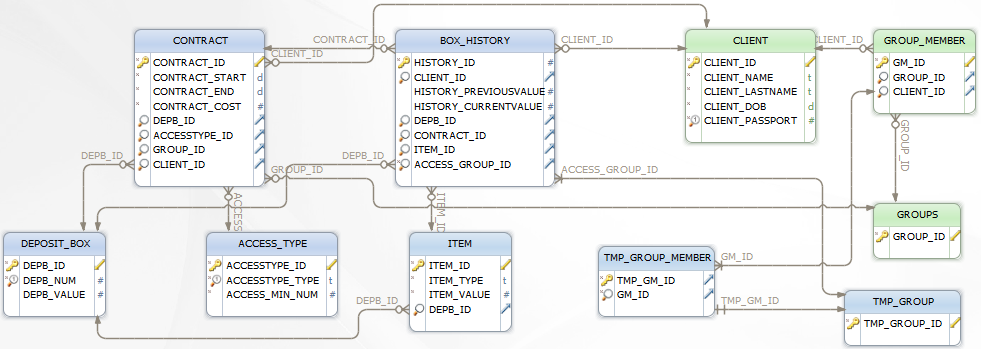 CONTRACT
CONTRACT_ID
CONTRACT_START d
CONTRACT_END d
CONTRACT_COST #
DEPB_ID
ACCESSTYPE_ID
GROUP_ID
CLIENT_ID
CONTRACT_ID
CLIENT_ID
BOX_HISTORY
HISTORY_ID #
CLIENT_ID
HISTORY_PREVIOUSVALUE #
HISTORY_CURRENTVALUE #
DEPB_ID
CONTRACT_ID
ITEM_ID
ACCESS_GROUP_ID
CLIENT_ID
CLIENT
CLIENT_ID
CLIENT_NAME t
CLIENT_LASTNAME t
CLIENT_DOB d
CLIENT_PASSPORT #
CLIENT_ID
GROUP_MEMBER
GM_ID
GROUP_ID
CLIENT_ID
DEPB_ID
GROUP_ID
DEPB_ID
ACCESS
ITEM_ID
ACCESS_GROUP_ID
GROUP_ID
GROUPS
GROUP_ID
DEPOSIT_BOX
DEPB_ID
DEPB_NUM #
DEPB_VALUE #
ACCESS_TYPE
ACCESSTYPE_ID
ACCESSTYPE_TYPE t
ACCESS_MIN_NUM #
ITEM
ITEM_ID
ITEM_TYPE t
ITEM_VALUE #
DEPB_ID
DEPB_ID
TMP_GROUP_MEMBER
TMP_GM_ID
GM_ID
GM_ID
TMP_GM_ID
TMP_GROUP
TMP_GROUP_ID